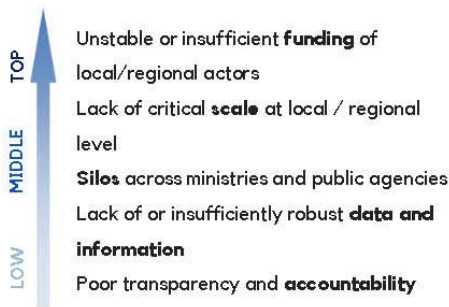 TOP
MIDDLE
LOW
Unstable or insufficient funding of
local/regional actors
Lack of critical scale at local / regional
level
Silos across ministries and public agencies
Lack of or insufficiently robust data and
information
Poor transparency and accountability